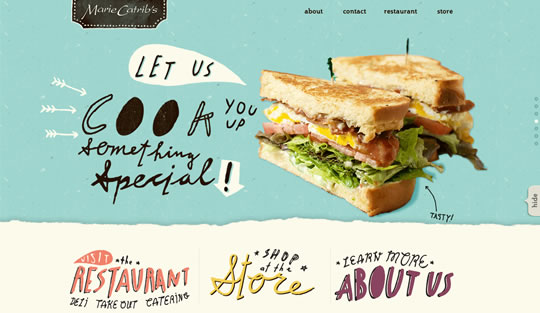 Marie Catrib's
about contact restaurant store
LET US
COOK YOU UP
something
special!
TASTY!
hide
VISIT the
RESTAURANT
DELI TAKE OUT CATERING
SHOP
at the
Store
LEARN MORE
ABOUT US